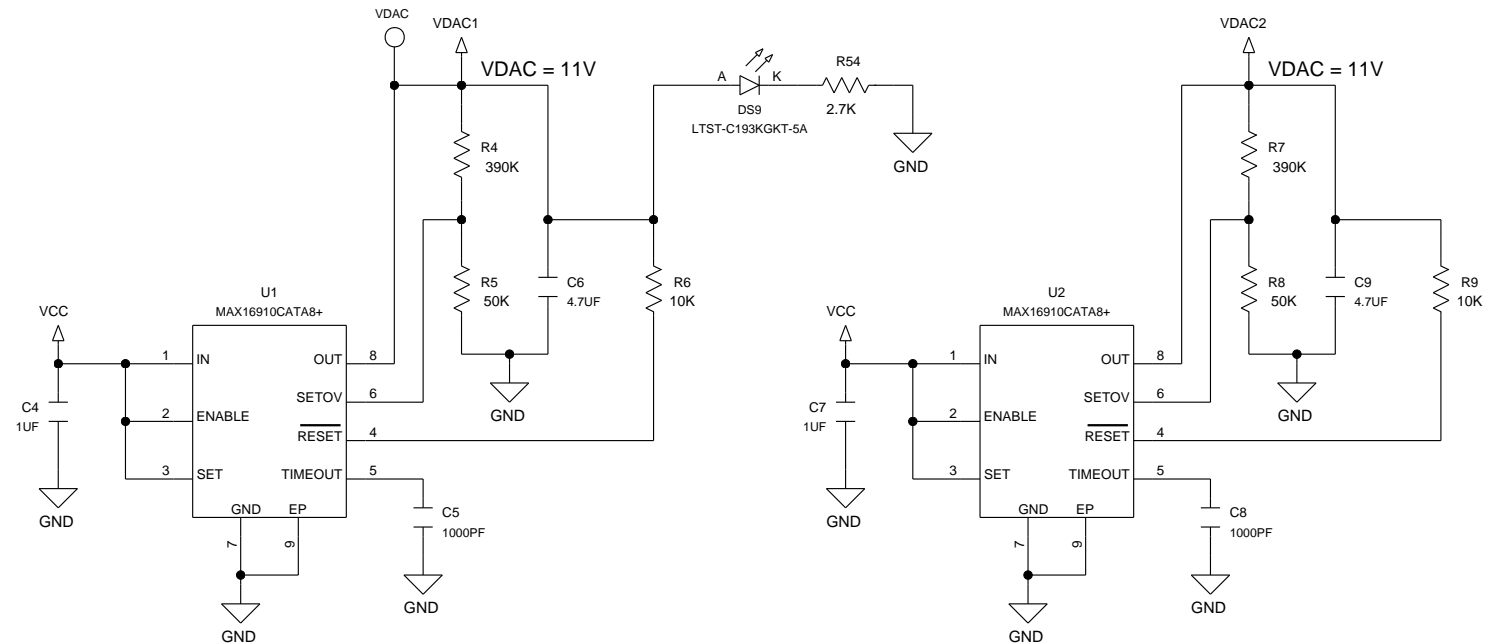 VDAC
VDAC1
VDAC = 11V
A
K
R54
DS9
2.7K
LTST-C193KGKT-5A
GND
R4
390K
R5
50K
C6
4.7UF
R6
10K
GND
VCC
U1
MAX16910CATA8+
1
IN
OUT
8
SETOV
6
C4
1UF
2
ENABLE
RESET
4
3
SET
TIMEOUT
5
GND
EP
7
9
C5
1000PF
GND
GND
GND
VDAC2
VDAC = 11V
R7
390K
R8
50K
C9
4.7UF
R9
10K
GND
VCC
U2
MAX16910CATA8+
1
IN
OUT
8
SETOV
6
C7
1UF
2
ENABLE
RESET
4
3
SET
TIMEOUT
5
GND
EP
7
9
C8
1000PF
GND
GND
GND